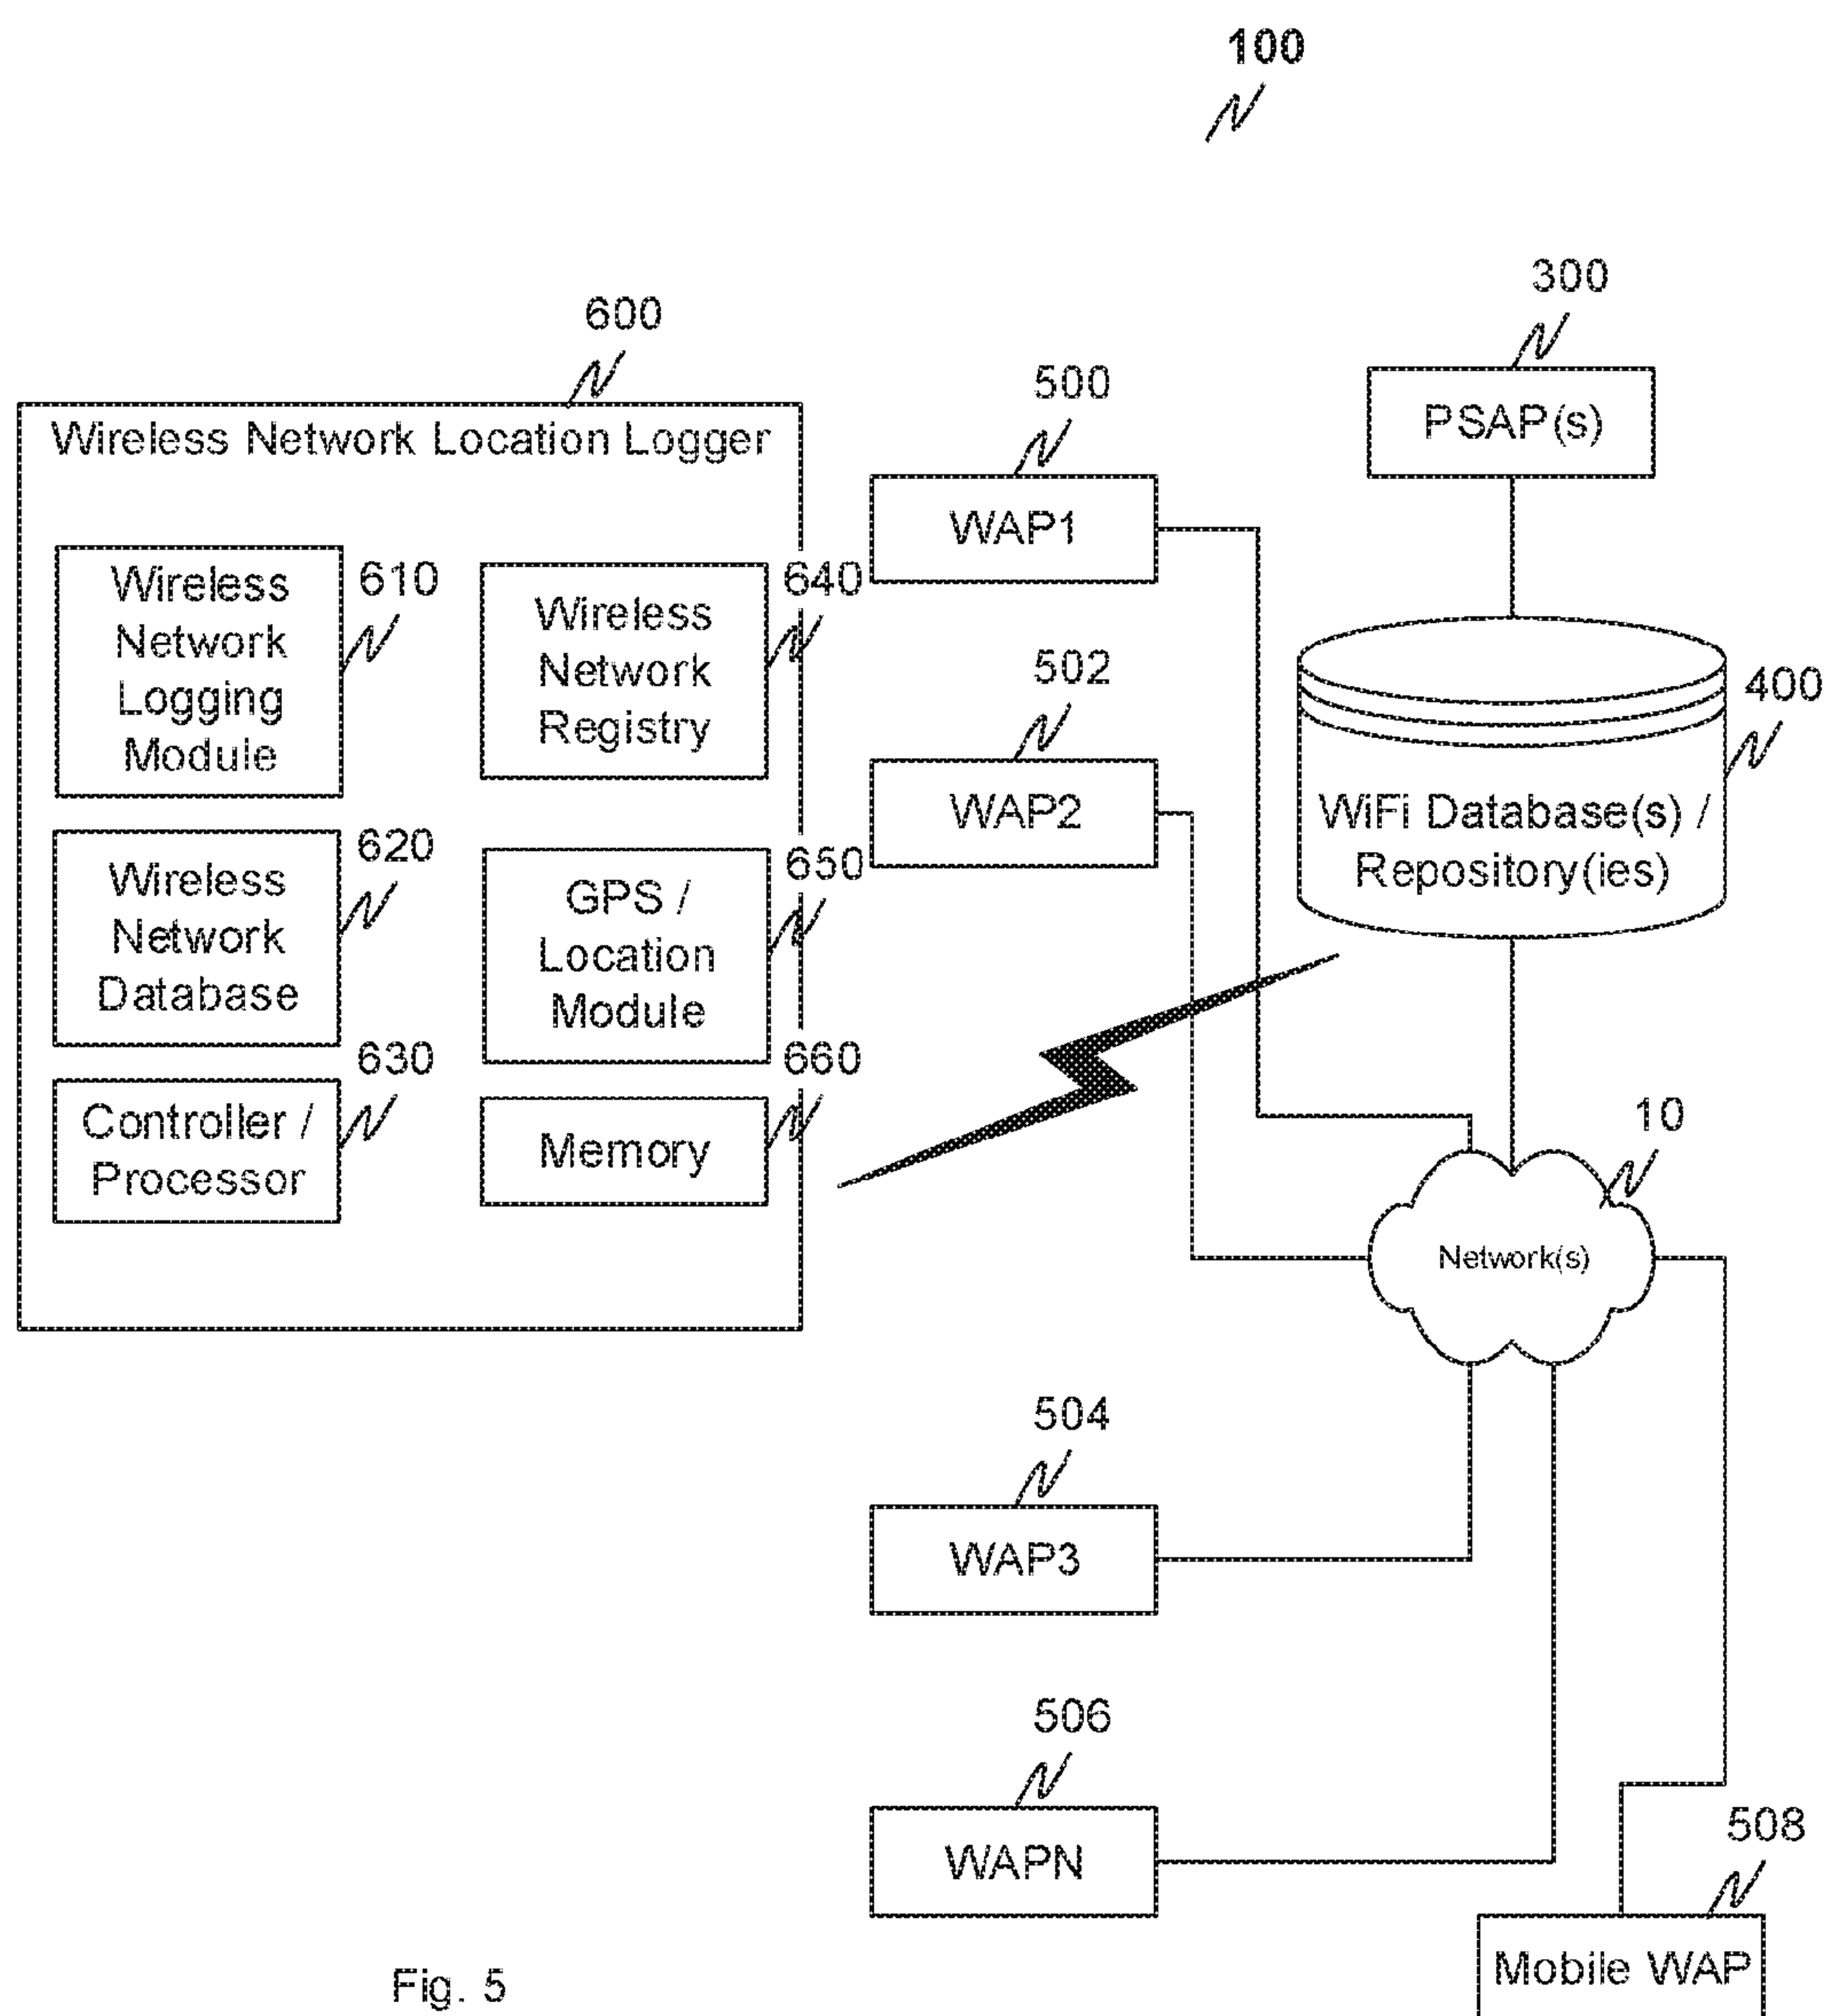 100
300
600
500
PSAP(s)
Wireless Network Location Logger
WAP1
Wireless
Network
Logging
Module
610
Wireless
Network
Registry
640
502
400
WAP2
WiFi Database(s) /
Repository(ies)
Wireless
Network
Database
620
GPS /
Location
Module
650
630
660
Controller /
Processor
Memory
10
Network(s)
504
WAP3
506
WAPN
508
Mobile WAP
Fig. 5